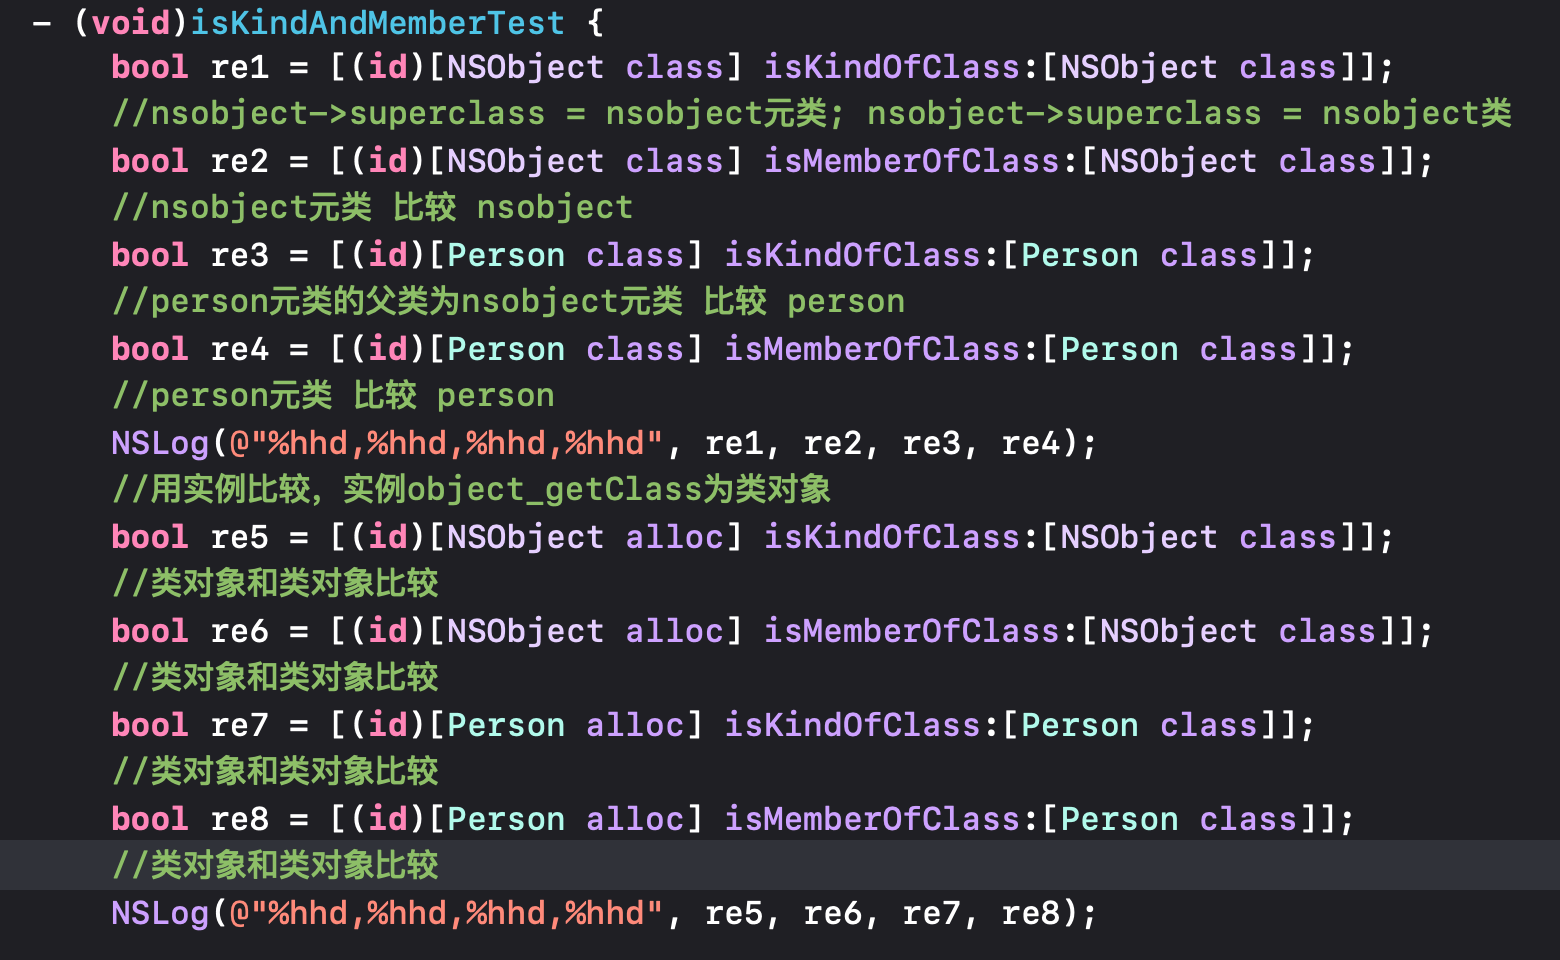 - (void)isKindAndMemberTest {
bool re1 = [(id)[NSObject class] isKindOfClass:[NSObject class]];
//nsobject->superclass = nsobject元类; nsobject->superclass = nsobject类
bool re2 = [(id)[NSObject class] isMemberOfClass:[NSObject class]];
//nsobject元类 比较 nsobject
bool re3 = [(id)[Person class] isKindOfClass:[Person class]];
//person元类的父类为nsobject元类 比较 person
bool re4 = [(id)[Person class] isMemberOfClass:[Person class]];
//person元类 比较 person
NSLog(@"%hhd,%hhd,%hhd,%hhd", re1, re2, re3, re4);
//用实例比较，实例object_getClass为类对象
bool re5 = [(id)[NSObject alloc] isKindOfClass:[NSObject class]];
//类对象和类对象比较
bool re6 = [(id)[NSObject alloc] isMemberOfClass:[NSObject class]];
//类对象和类对象比较
bool re7 = [(id)[Person alloc] isKindOfClass:[Person class]];
//类对象和类对象比较
bool re8 = [(id)[Person alloc] isMemberOfClass:[Person class]];
//类对象和类对象比较
NSLog(@"%hhd,%hhd,%hhd,%hhd", re5, re6, re7, re8);